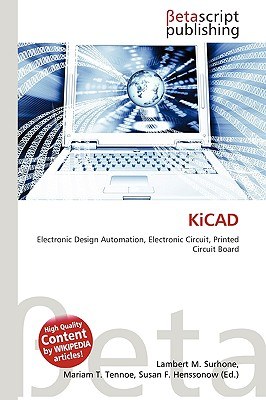 βetascript
publishing
KiCAD
Electronic Design Automation, Electronic Circuit, Printed
Circuit Board
High Quality
Content
by WIKIPEDIA
articles!
βeta
Lambert M. Surhone,
Mariam T. Tennoe, Susan F. Henssonow (Ed.)